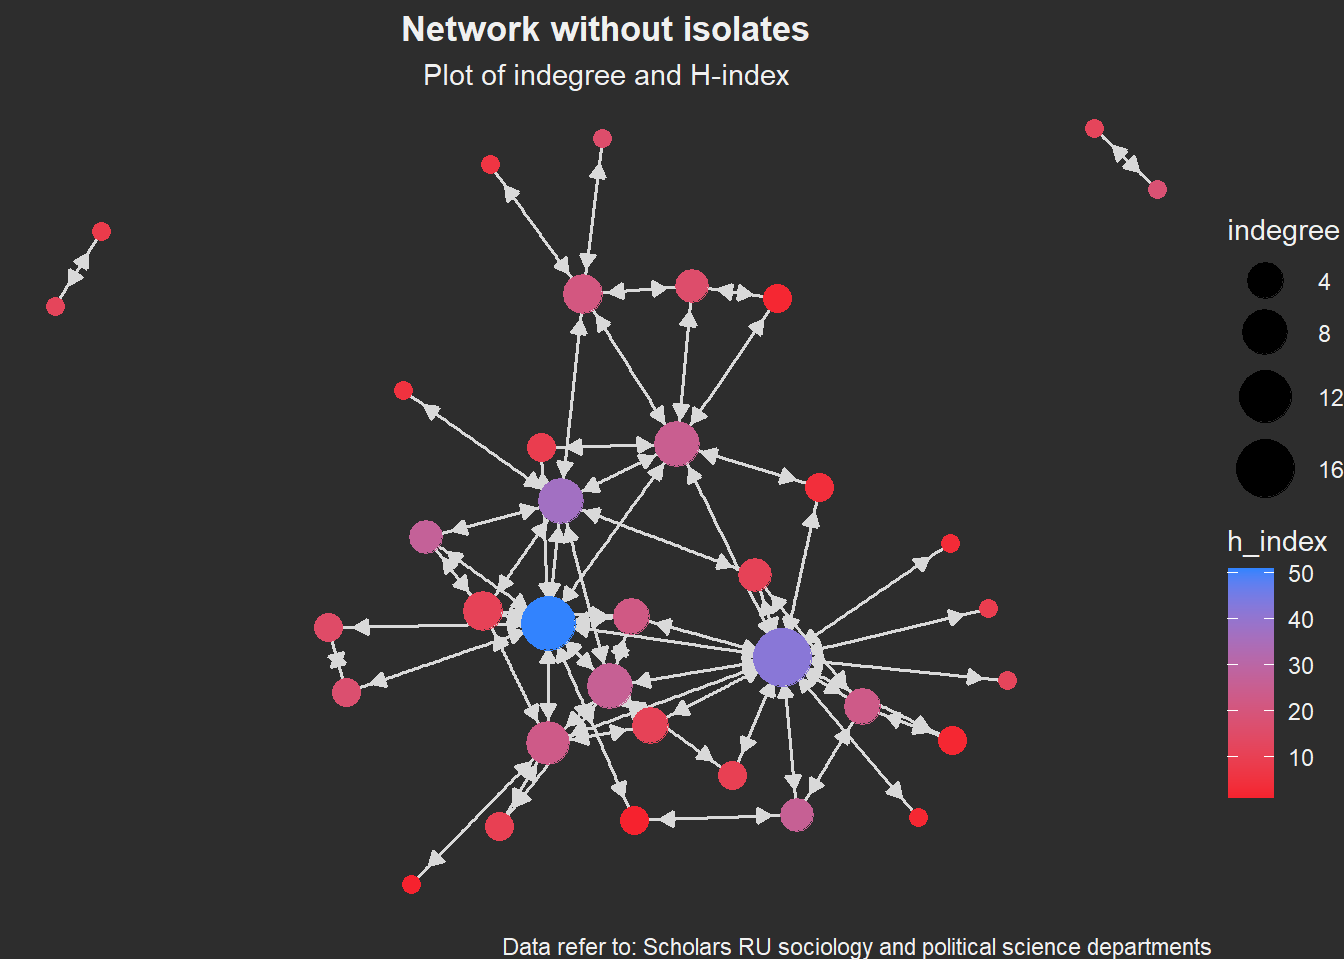 Network without isolates
Plot of indegree and H-index
indegree
4
8
12
16
h_index
50
40
30
20
10
Data refer to: Scholars RU sociology and political science departments